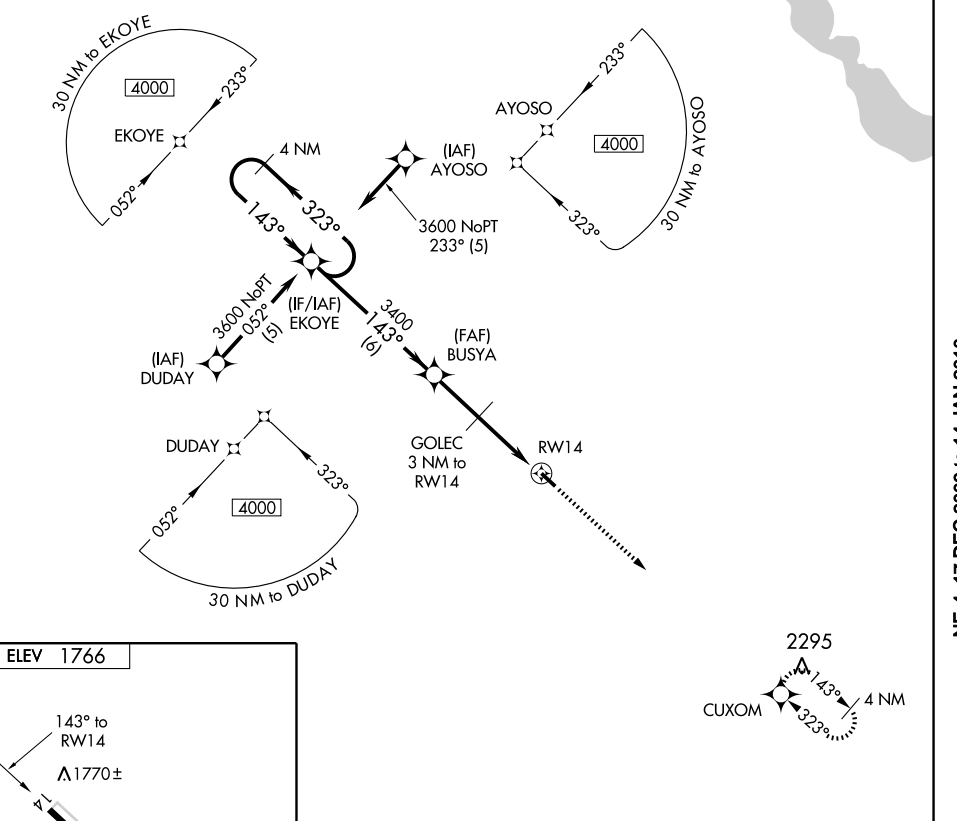 30 NM to EKOYE
4000
233°
EKOYE
052°
4 NM
143°
323°
(IAF)
AYOSO
3600 NoPT
233° (5)
AYOSO
233°
4000
323°
30 NM to AYOSO
3600 NoPT
052°
(5)
(IF/IAF)
EKOYE
3400
143°
(6)
(FAF)
BUSYA
(IAF)
DUDAY
GOLEC
3 NM to
RW14
RW14
DUDAY
052°
323°
4000
30 NM to DUDAY
2295
143°
323°
4 NM
CUXOM
ELEV 1766
143° to
RW14
1770±
14